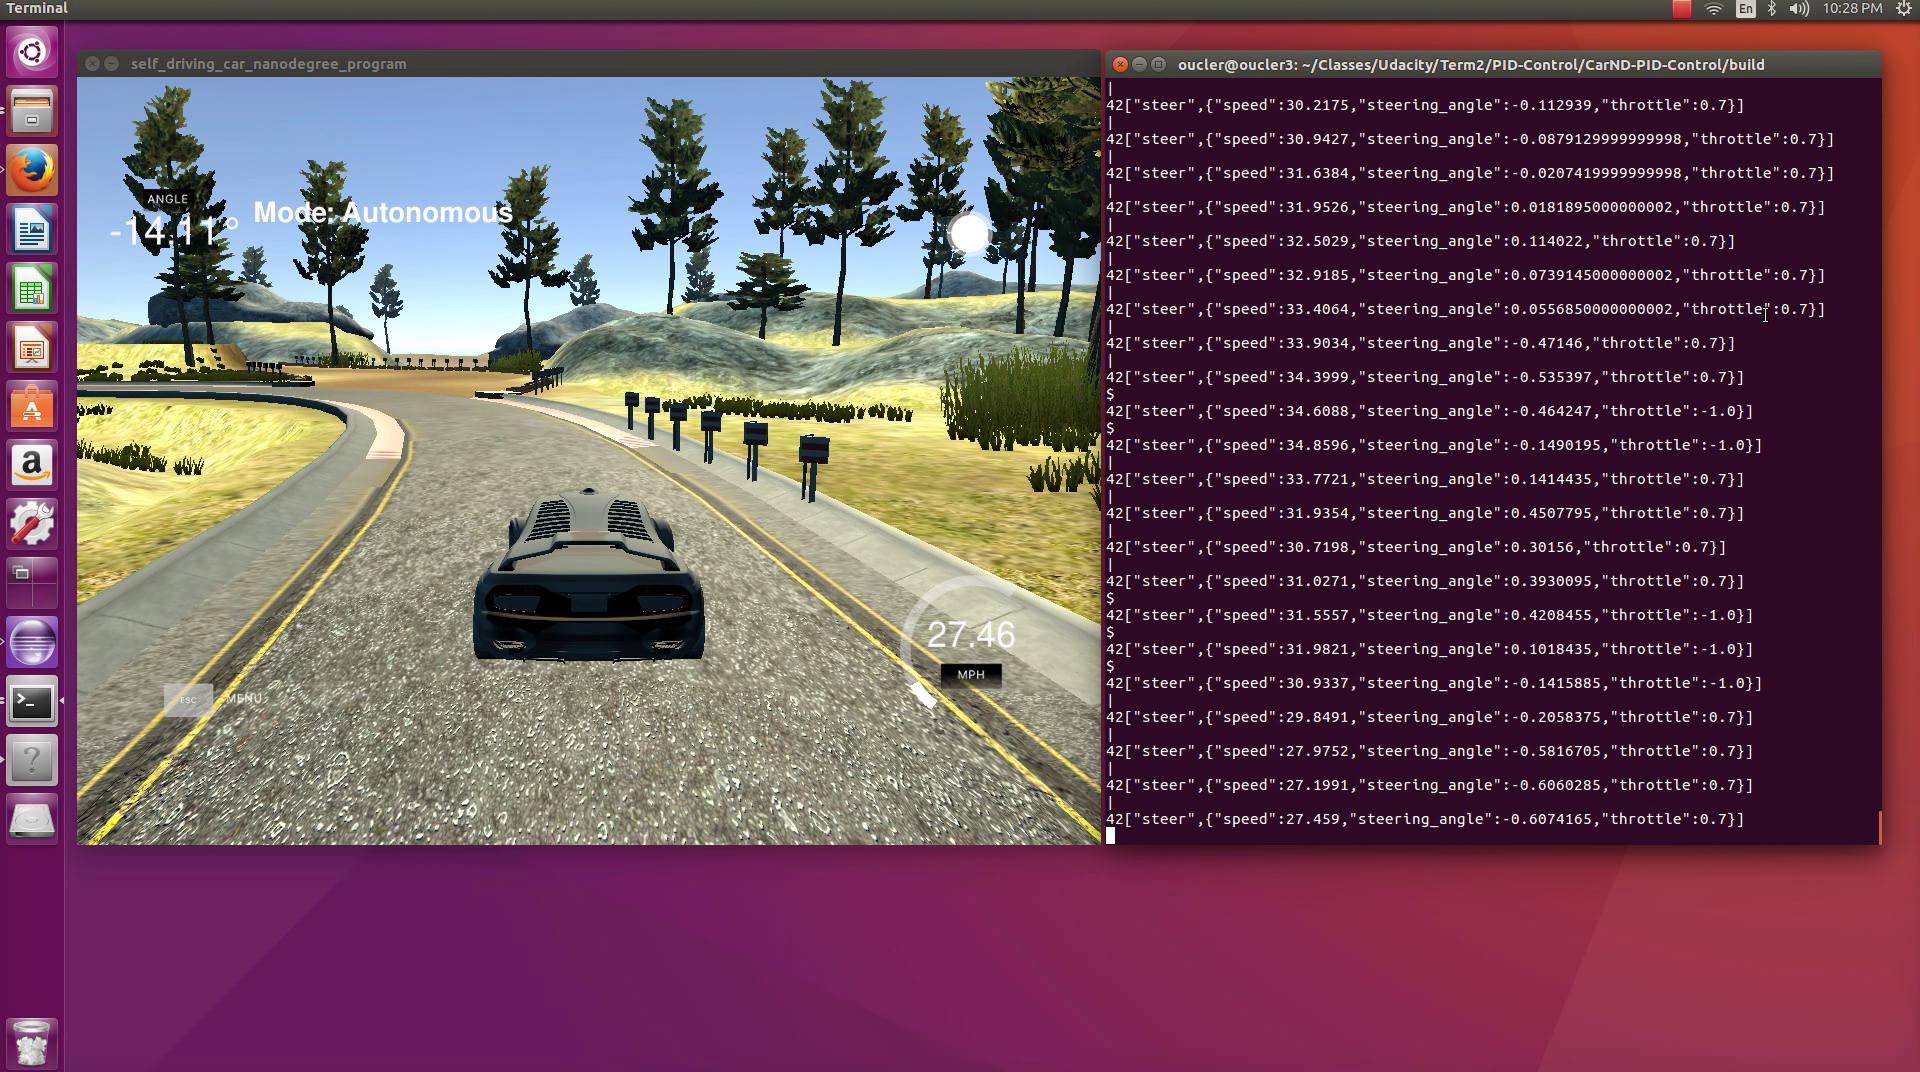 Terminal
En
10:28 PM
self_driving_car_nanodegree_program
ANGLE
-14.11°
Mode: Autonomous
27.46
MPH
ESC
MENU
a
>_
?
oucler@oucler3: ~/Classes/Udacity/Term2/PID-Control/CarND-PID-Control/build
|
42["steer",{"speed":30.2175,"steering_angle":-0.112939,"throttle":0.7}]
|
42["steer",{"speed":30.9427,"steering_angle":-0.0879129999999998,"throttle":0.7}]
|
42["steer",{"speed":31.6384,"steering_angle":-0.0207419999999998,"throttle":0.7}]
|
42["steer",{"speed":31.9526,"steering_angle":0.0181895000000002,"throttle":0.7}]
|
42["steer",{"speed":32.5029,"steering_angle":0.114022,"throttle":0.7}]
|
42["steer",{"speed":32.9185,"steering_angle":0.0739145000000002,"throttle":0.7}]
|
42["steer",{"speed":33.4064,"steering_angle":0.0556850000000002,"throttle":0.7}]
|
42["steer",{"speed":33.9034,"steering_angle":-0.47146,"throttle":0.7}]
|
42["steer",{"speed":34.3999,"steering_angle":-0.535397,"throttle":0.7}]
$
42["steer",{"speed":34.6088,"steering_angle":-0.464247,"throttle":-1.0}]
$
42["steer",{"speed":34.8596,"steering_angle":-0.1490195,"throttle":-1.0}]
|
42["steer",{"speed":33.7721,"steering_angle":0.1414435,"throttle":0.7}]
|
42["steer",{"speed":31.9354,"steering_angle":0.4507795,"throttle":0.7}]
|
42["steer",{"speed":30.7198,"steering_angle":0.30156,"throttle":0.7}]
|
42["steer",{"speed":31.0271,"steering_angle":0.3930095,"throttle":0.7}]
$
42["steer",{"speed":31.5557,"steering_angle":0.4208455,"throttle":-1.0}]
$
42["steer",{"speed":31.9821,"steering_angle":0.1018435,"throttle":-1.0}]
$
42["steer",{"speed":30.9337,"steering_angle":-0.1415885,"throttle":-1.0}]
|
42["steer",{"speed":29.8491,"steering_angle":-0.2058375,"throttle":0.7}]
|
42["steer",{"speed":27.9752,"steering_angle":-0.5816705,"throttle":0.7}]
|
42["steer",{"speed":27.1991,"steering_angle":-0.6060285,"throttle":0.7}]
|
42["steer",{"speed":27.459,"steering_angle":-0.6074165,"throttle":0.7}]